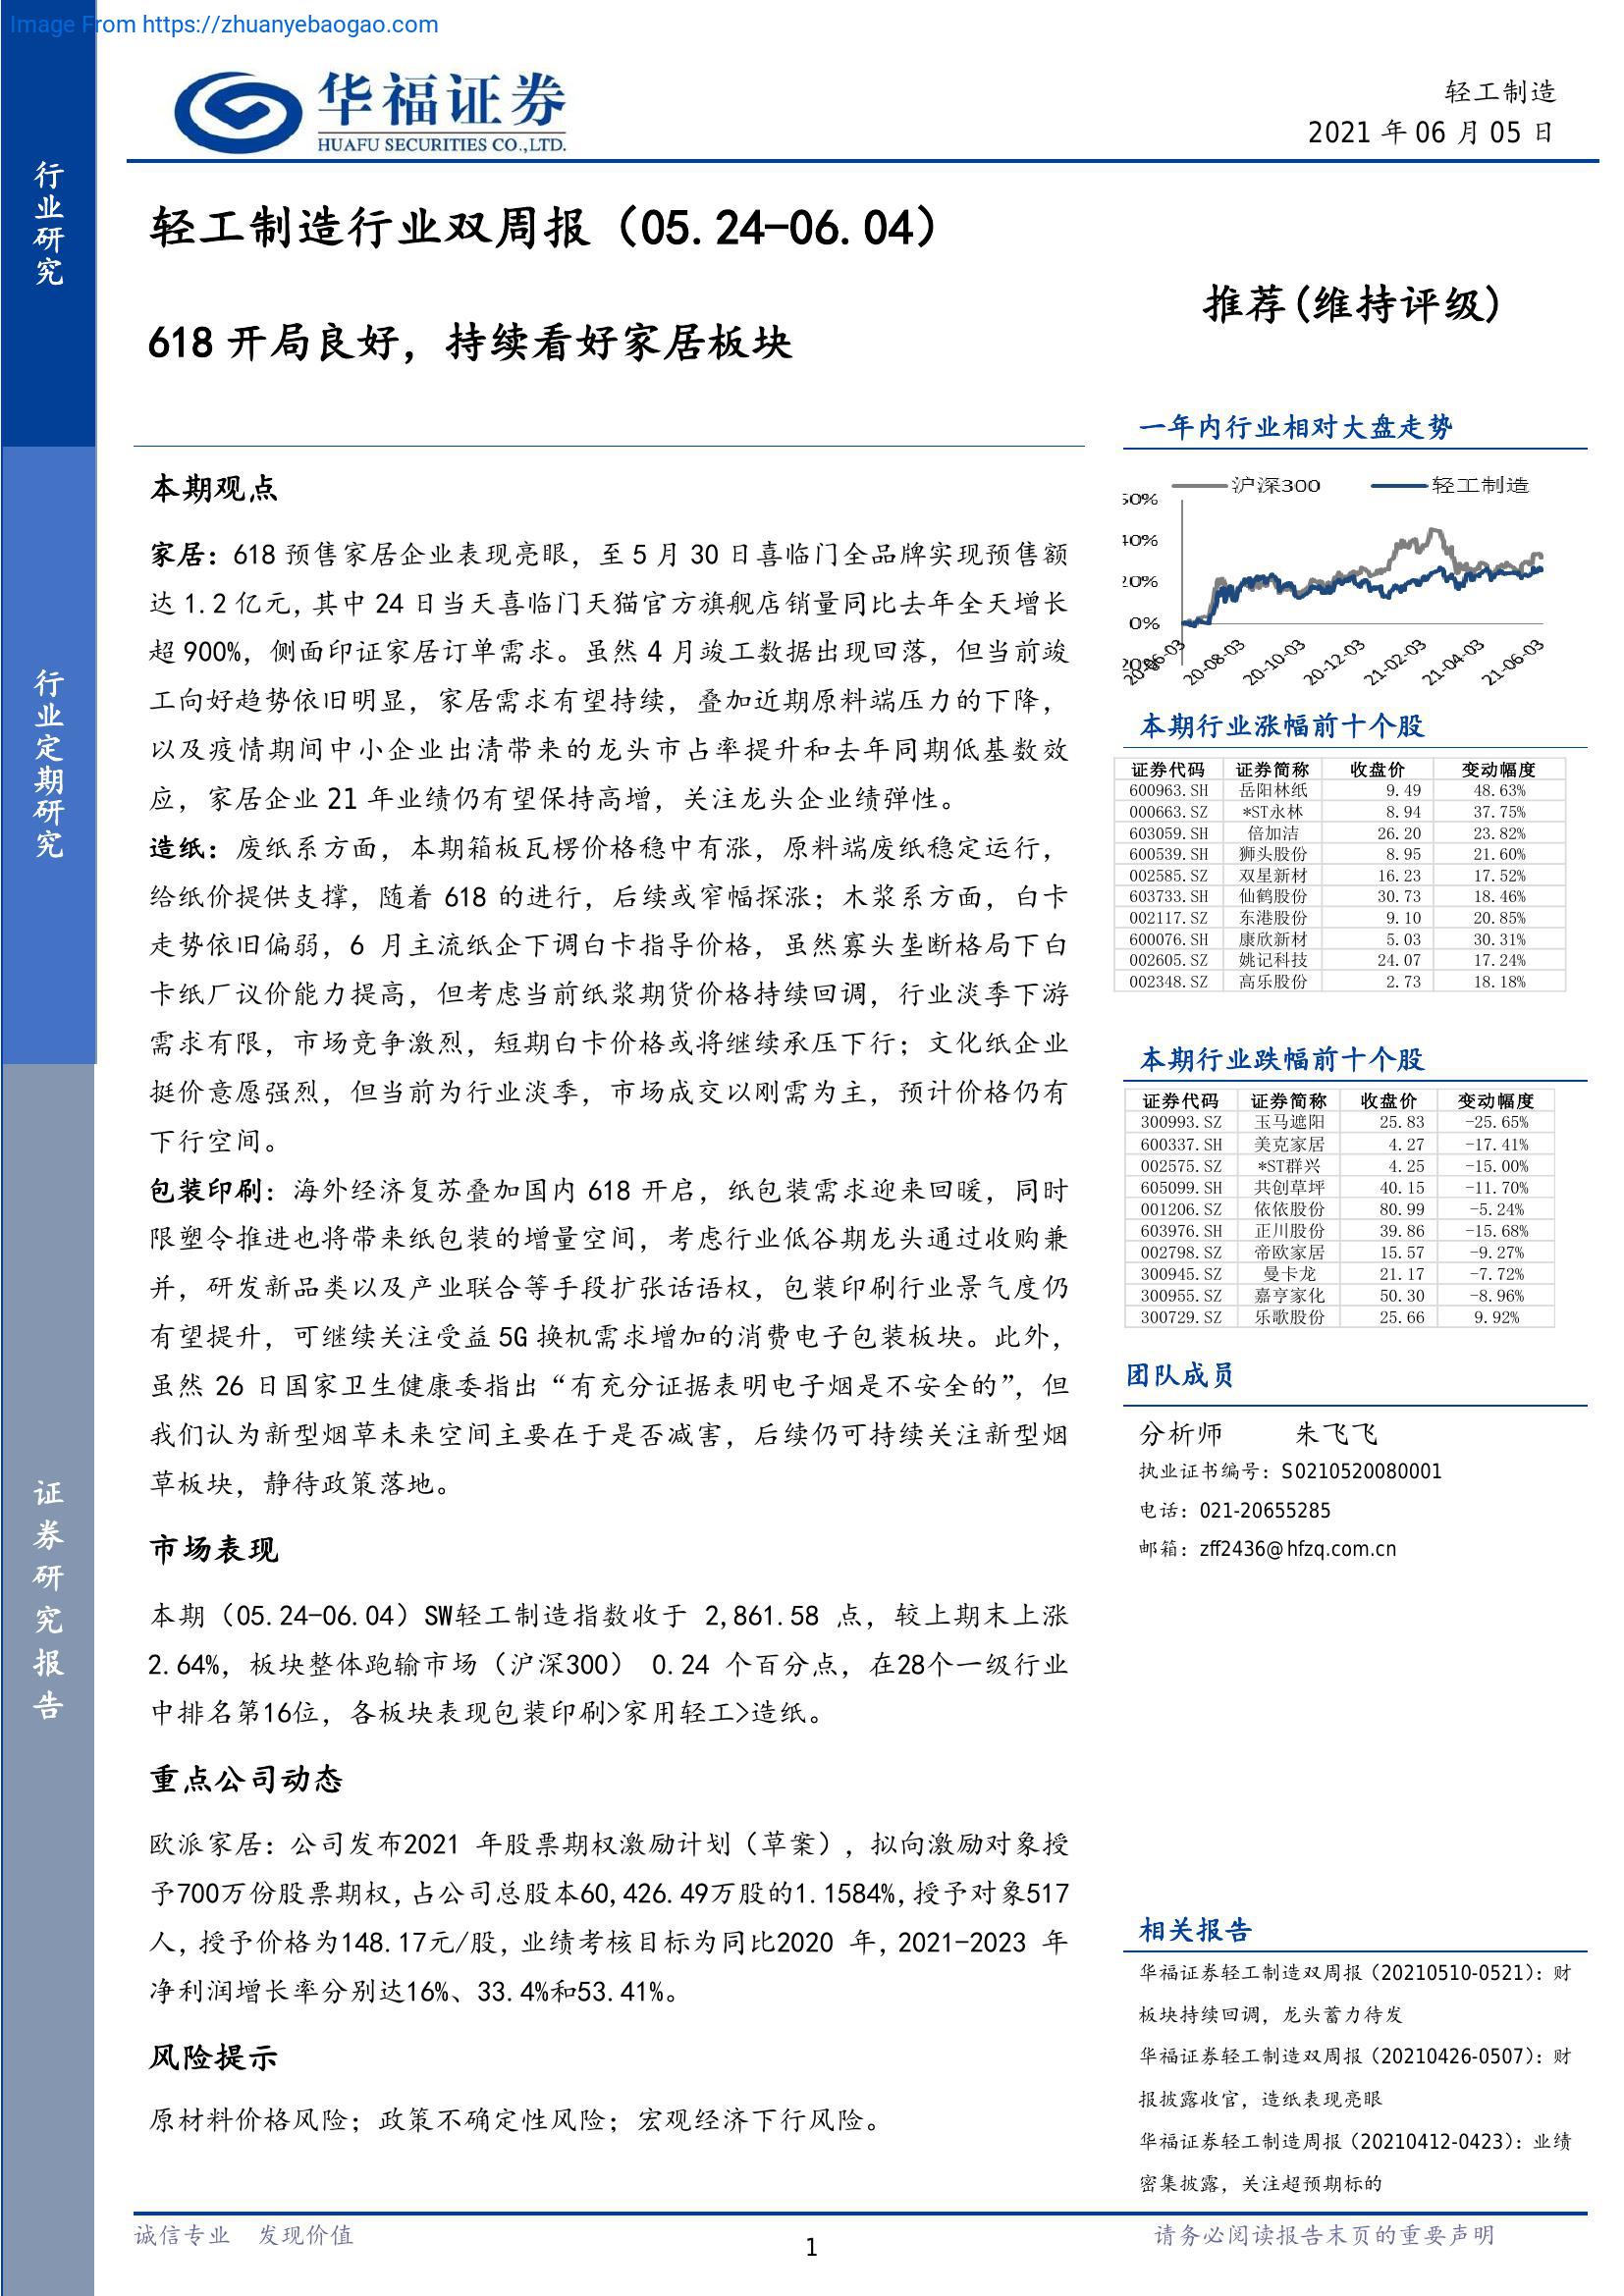 Image From https://zhuanyebaogao.com
华福证券
HUAFU SECURITIES CO.,LTD.
轻工制造
2021 年 06 月 05 日
行业研究
行业定期研究
证券研究报告
轻工制造行业双周报（05.24-06.04）
618 开局良好，持续看好家居板块
推荐(维持评级)
本期观点
家居：618 预售家居企业表现亮眼，至 5 月 30 日喜临门全品牌实现预售额
达 1.2 亿元，其中 24 日当天喜临门天猫官方旗舰店销量同比去年全天增长
超 900%，侧面印证家居订单需求。虽然 4 月竣工数据出现回落，但当前竣
工向好趋势依旧明显，家居需求有望持续，叠加近期原料端压力的下降，
以及疫情期间中小企业出清带来的龙头市占率提升和去年同期低基数效
应，家居企业 21 年业绩仍有望保持高增，关注龙头企业绩弹性。
造纸：废纸系方面，本期箱板瓦楞价格稳中有涨，原料端废纸稳定运行，
给纸价提供支撑，随着 618 的进行，后续或窄幅探涨；木浆系方面，白卡
走势依旧偏弱，6 月主流纸企下调白卡指导价格，虽然寡头垄断格局下白
卡纸厂议价能力提高，但考虑当前纸浆期货价格持续回调，行业淡季下游
需求有限，市场竞争激烈，短期白卡价格或将继续承压下行；文化纸企业
挺价意愿强烈，但当前为行业淡季，市场成交以刚需为主，预计价格仍有
下行空间。
包装印刷：海外经济复苏叠加国内 618 开启，纸包装需求迎来回暖，同时
限塑令推进也将带来纸包装的增量空间，考虑行业低谷期龙头通过收购兼
并，研发新品类以及产业联合等手段扩张话语权，包装印刷行业景气度仍
有望提升，可继续关注受益 5G 换机需求增加的消费电子包装板块。此外，
虽然 26 日国家卫生健康委指出“有充分证据表明电子烟是不安全的”，但
我们认为新型烟草未来空间主要在于是否减害，后续仍可持续关注新型烟
草板块，静待政策落地。
市场表现
本期（05.24-06.04）SW轻工制造指数收于 2,861.58 点，较上期末上涨
2.64%，板块整体跑输市场（沪深300） 0.24 个百分点，在28个一级行业
中排名第16位，各板块表现包装印刷>家用轻工>造纸。
重点公司动态
欧派家居：公司发布2021 年股票期权激励计划（草案），拟向激励对象授
予700万份股票期权，占公司总股本60,426.49万股的1.1584%，授予对象517
人，授予价格为148.17元/股，业绩考核目标为同比2020 年，2021-2023 年
净利润增长率分别达16%、33.4%和53.41%。
风险提示
原材料价格风险；政策不确定性风险；宏观经济下行风险。
一年内行业相对大盘走势
沪深300 轻工制造
40%
20%
0%
20-06-03 20-08-03 20-10-03 20-12-03 21-02-03 21-04-03 21-06-03
本期行业涨幅前十个股
证券代码 证券简称 收盘价 变动幅度
600963.SH 岳阳林纸 9.49 48.63%
000663.SZ *ST永林 8.94 37.75%
603059.SH 倍加洁 26.20 23.82%
600539.SH 狮头股份 8.95 21.60%
002585.SZ 双星新材 16.23 17.52%
603733.SH 仙鹤股份 30.73 18.46%
002117.SZ 东港股份 9.10 20.85%
600076.SH 康欣新材 5.03 30.31%
002605.SZ 姚记科技 24.07 17.24%
002348.SZ 高乐股份 2.73 18.18%
本期行业跌幅前十个股
证券代码 证券简称 收盘价 变动幅度
300993.SZ 玉马遮阳 25.83 -25.65%
600337.SH 美克家居 4.27 -17.41%
002575.SZ *ST群兴 4.25 -15.00%
605099.SH 共创草坪 40.15 -11.70%
001206.SZ 依依股份 80.99 -5.24%
603976.SH 正川股份 39.86 -15.68%
002798.SZ 帝欧家居 15.57 -9.27%
300945.SZ 曼卡龙 21.17 -7.72%
300955.SZ 嘉亨家化 50.30 -8.96%
300729.SZ 乐歌股份 25.66 9.92%
团队成员
分析师 朱飞飞
执业证书编号：S0210520080001
电话：021-20655285
邮箱：zff2436@hfzq.com.cn
相关报告
华福证券轻工制造双周报（20210510-0521）：财
板块持续回调，龙头蓄力待发
华福证券轻工制造双周报（20210426-0507）：财
报披露收官，造纸表现亮眼
华福证券轻工制造周报（20210412-0423）：业绩
密集披露，关注超预期标的
诚信专业 发现价值
1
请务必阅读报告末页的重要声明